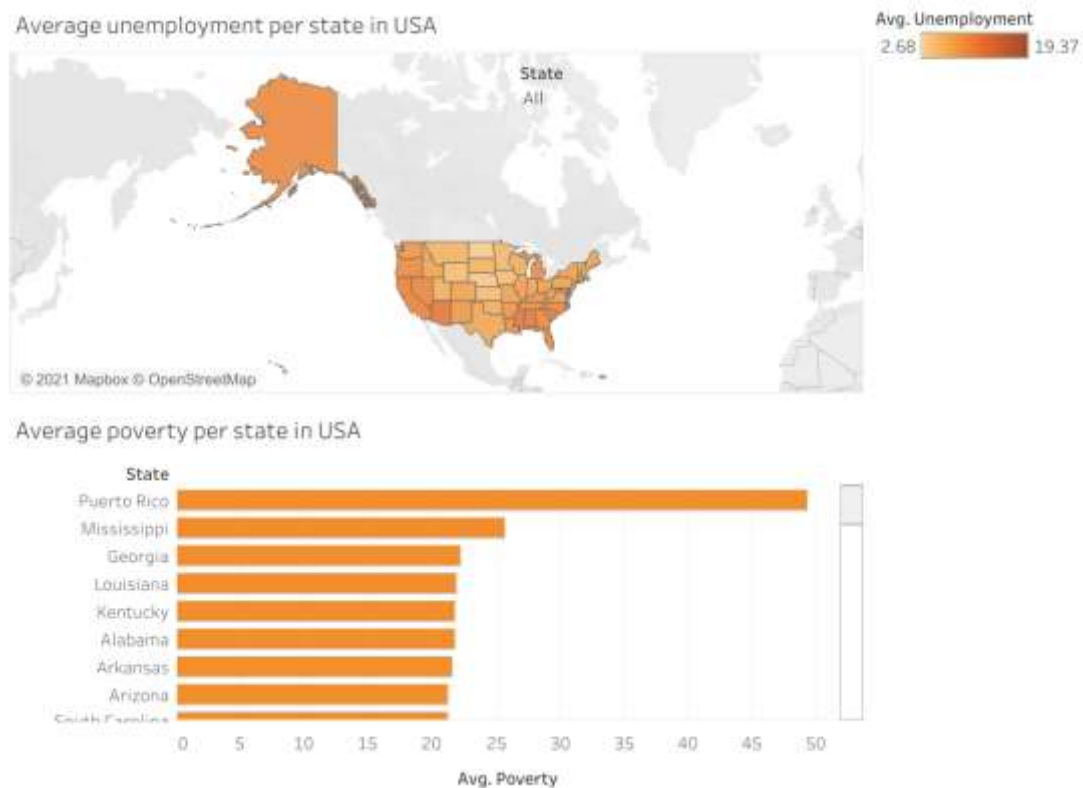 Average unemployment per state in USA
Avg. Unemployment
2.68 19.37
State
All
© 2021 Mapbox © OpenStreetMap
Average poverty per state in USA
State
Puerto Rico
Mississippi
Georgia
Louisiana
Kentucky
Alabama
Arkansas
Arizona
South Carolina
0 5 10 15 20 25 30 35 40 45 50
Avg. Poverty